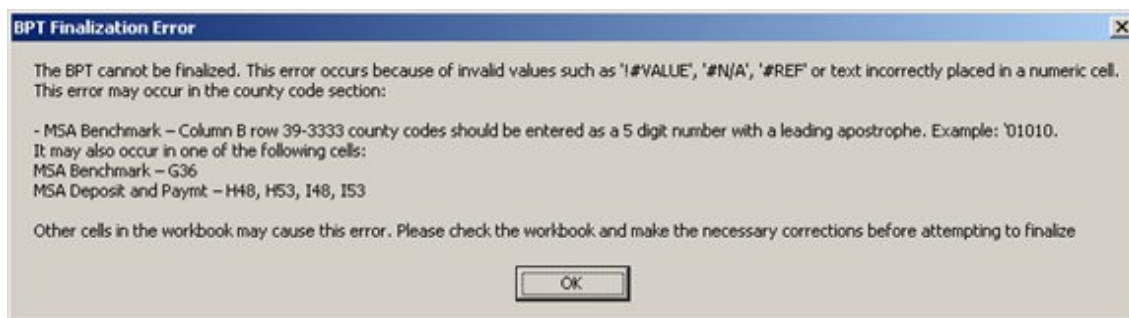 BPT Finalization Error
The BPT cannot be finalized. This error occurs because of invalid values such as '!#VALUE', '#N/A', '#REF' or text incorrectly placed in a numeric cell.
This error may occur in the county code section:
- MSA Benchmark – Column B row 39-3333 county codes should be entered as a 5 digit number with a leading apostrophe. Example: '01010.
It may also occur in one of the following cells:
MSA Benchmark – G36
MSA Deposit and Paymt – H48, H53, I48, I53
Other cells in the workbook may cause this error. Please check the workbook and make the necessary corrections before attempting to finalize
OK